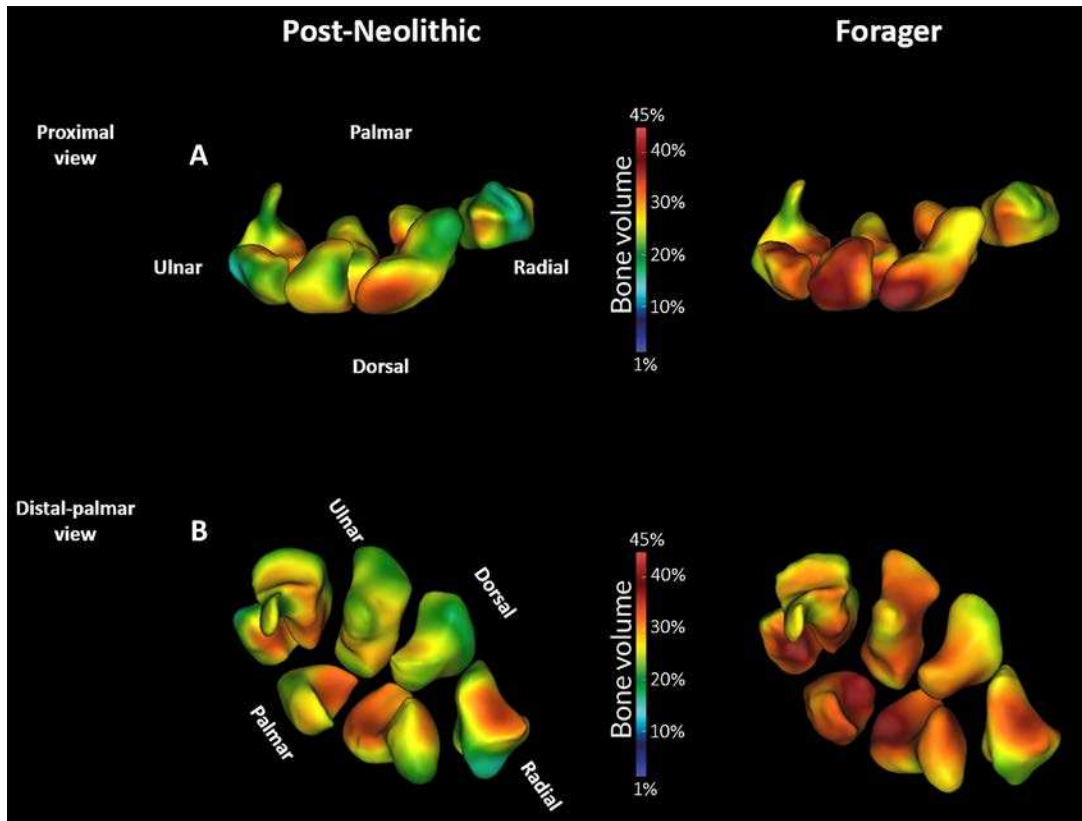 Post-Neolithic
Forager
Proximal
view
A
Palmar
Ulnar
Radial
Dorsal
Bone volume
45%
40%
30%
20%
10%
1%
Distal-palmar
view
B
Ulnar
Dorsal
Palmar
Radial
Bone volume
45%
40%
30%
20%
10%
1%